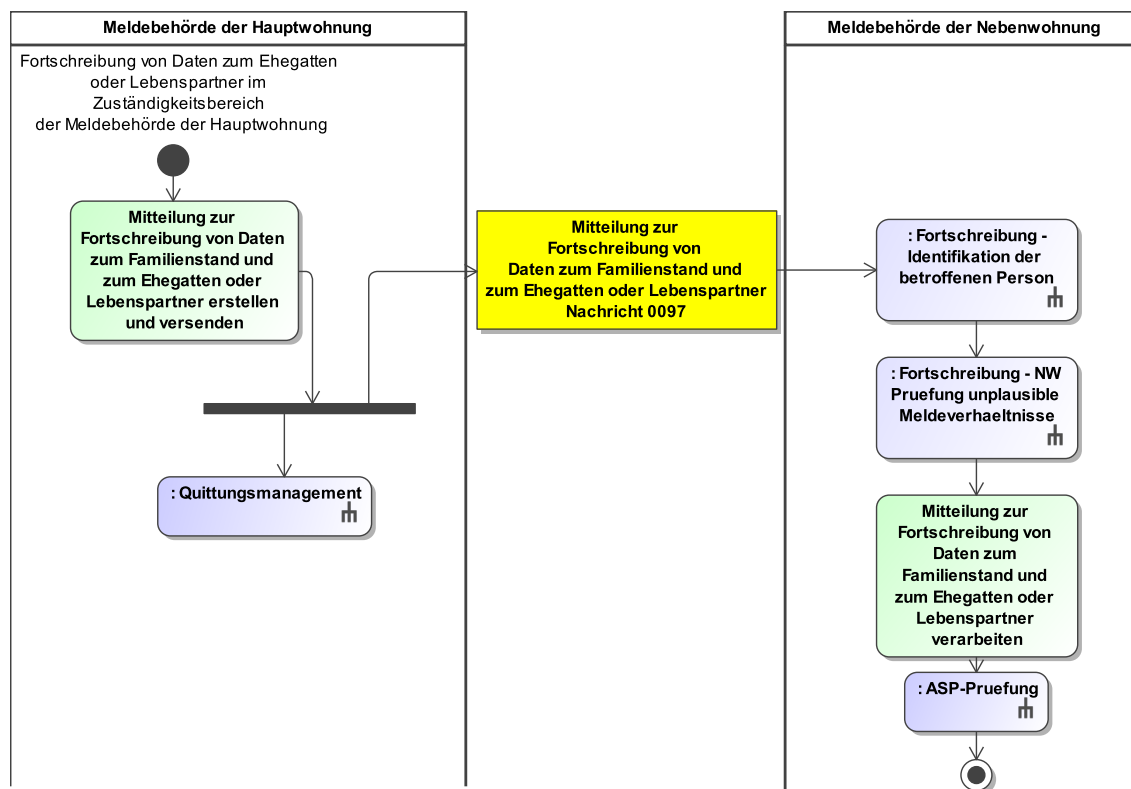 Meldebehörde der Hauptwohnung
Fortschreibung von Daten zum Ehegatten
oder Lebenspartner im
Zuständigkeitsbereich
der Meldebehörde der Hauptwohnung
Mitteilung zur
Fortschreibung von Daten
zum Familienstand und
zum Ehegatten oder
Lebenspartner erstellen
und versenden
: Quittungsmanagement
Mitteilung zur
Fortschreibung von
Daten zum Familienstand und
zum Ehegatten oder Lebenspartner
Nachricht 0097
Meldebehörde der Nebenwohnung
: Fortschreibung -
Identifikation der
betroffenen Person
: Fortschreibung - NW
Pruefung unplausible
Meldeverhaeltnisse
Mitteilung zur
Fortschreibung von
Daten zum
Familienstand und
zum Ehegatten oder
Lebenspartner
verarbeiten
: ASP-Pruefung